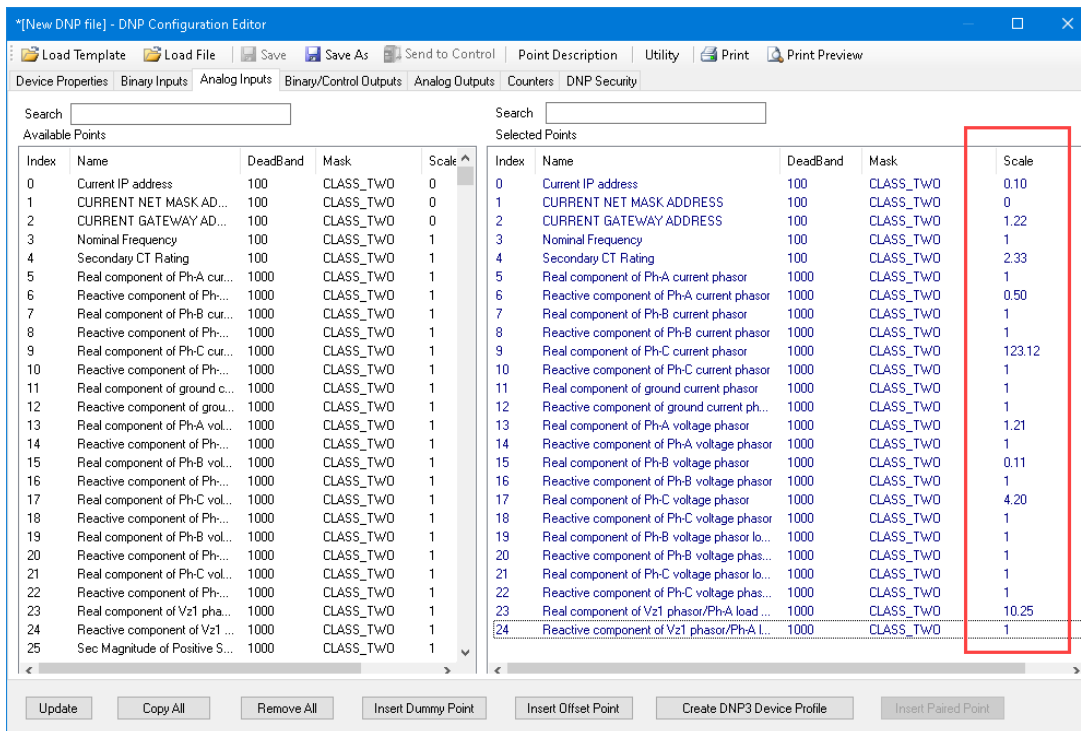 *[New DNP file] - DNP Configuration Editor
Load Template Load File Save Save As Send to Control Point Description Utility Print Print Preview
Device Properties Binary Inputs Analog Inputs Binary/Control Outputs Analog Outputs Counters DNP Security
Search
Available Points
Index Name DeadBand Mask Scale
0 Current IP address 100 CLASS_TWO 0
1 CURRENT NET MASK AD... 100 CLASS_TWO 0
2 CURRENT GATEWAY AD... 100 CLASS_TWO 0
3 Nominal Frequency 100 CLASS_TWO 1
4 Secondary CT Rating 100 CLASS_TWO 1
5 Real component of Ph-A cur... 1000 CLASS_TWO 1
6 Reactive component of Ph-... 1000 CLASS_TWO 1
7 Real component of Ph-B cur... 1000 CLASS_TWO 1
8 Reactive component of Ph-... 1000 CLASS_TWO 1
9 Real component of Ph-C cur... 1000 CLASS_TWO 1
10 Reactive component of Ph-... 1000 CLASS_TWO 1
11 Real component of ground c... 1000 CLASS_TWO 1
12 Reactive component of grou... 1000 CLASS_TWO 1
13 Real component of Ph-A vol... 1000 CLASS_TWO 1
14 Reactive component of Ph-... 1000 CLASS_TWO 1
15 Real component of Ph-B vol... 1000 CLASS_TWO 1
16 Reactive component of Ph-... 1000 CLASS_TWO 1
17 Real component of Ph-C vol... 1000 CLASS_TWO 1
18 Reactive component of Ph-... 1000 CLASS_TWO 1
19 Real component of Ph-B vol... 1000 CLASS_TWO 1
20 Reactive component of Ph-... 1000 CLASS_TWO 1
21 Real component of Ph-C vol... 1000 CLASS_TWO 1
22 Reactive component of Ph-... 1000 CLASS_TWO 1
23 Real component of Vz1 pha... 1000 CLASS_TWO 1
24 Reactive component of Vz1 ... 1000 CLASS_TWO 1
25 Sec Magnitude of Positive S... 1000 CLASS_TWO 1
Search
Selected Points
Index Name DeadBand Mask Scale
0 Current IP address 100 CLASS_TWO 0.10
1 CURRENT NET MASK ADDRESS 100 CLASS_TWO 0
2 CURRENT GATEWAY ADDRESS 100 CLASS_TWO 1.22
3 Nominal Frequency 100 CLASS_TWO 1
4 Secondary CT Rating 100 CLASS_TWO 2.33
5 Real component of Ph-A current phasor 1000 CLASS_TWO 1
6 Reactive component of Ph-A current phasor 1000 CLASS_TWO 0.50
7 Real component of Ph-B current phasor 1000 CLASS_TWO 1
8 Reactive component of Ph-B current phasor 1000 CLASS_TWO 1
9 Real component of Ph-C current phasor 1000 CLASS_TWO 123.12
10 Reactive component of Ph-C current phasor 1000 CLASS_TWO 1
11 Real component of ground current phasor 1000 CLASS_TWO 1
12 Reactive component of ground current ph... 1000 CLASS_TWO 1
13 Real component of Ph-A voltage phasor 1000 CLASS_TWO 1.21
14 Reactive component of Ph-A voltage phasor 1000 CLASS_TWO 1
15 Real component of Ph-B voltage phasor 1000 CLASS_TWO 0.11
16 Reactive component of Ph-B voltage phasor 1000 CLASS_TWO 1
17 Real component of Ph-C voltage phasor 1000 CLASS_TWO 4.20
18 Reactive component of Ph-C voltage phasor 1000 CLASS_TWO 1
19 Real component of Ph-B voltage phasor lo... 1000 CLASS_TWO 1
20 Reactive component of Ph-B voltage phas... 1000 CLASS_TWO 1
21 Real component of Ph-C voltage phasor lo... 1000 CLASS_TWO 1
22 Reactive component of Ph-C voltage phas... 1000 CLASS_TWO 1
23 Real component of Vz1 phasor/Ph-A load ... 1000 CLASS_TWO 10.25
24 Reactive component of Vz1 phasor/Ph-A l... 1000 CLASS_TWO 1
Update Copy All Remove All Insert Dummy Point Insert Offset Point Create DNP3 Device Profile Insert Paired Point